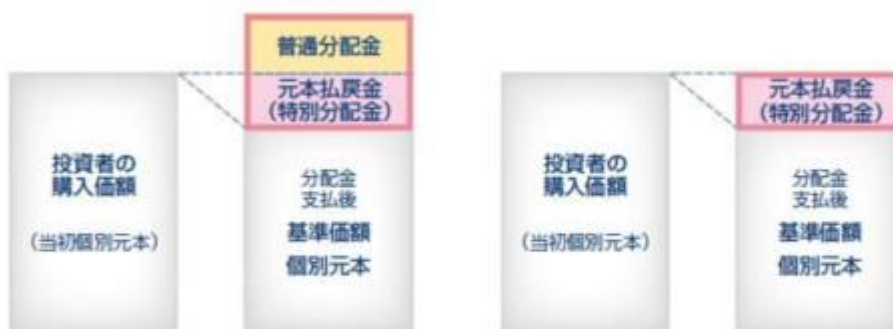 普通分配金
元本払戻金
（特別分配金）
投資者の
購入価額
（当初個別元本）
分配金
支払後
基準価額
個別元本
元本払戻金
（特別分配金）
投資者の
購入価額
（当初個別元本）
分配金
支払後
基準価額
個別元本